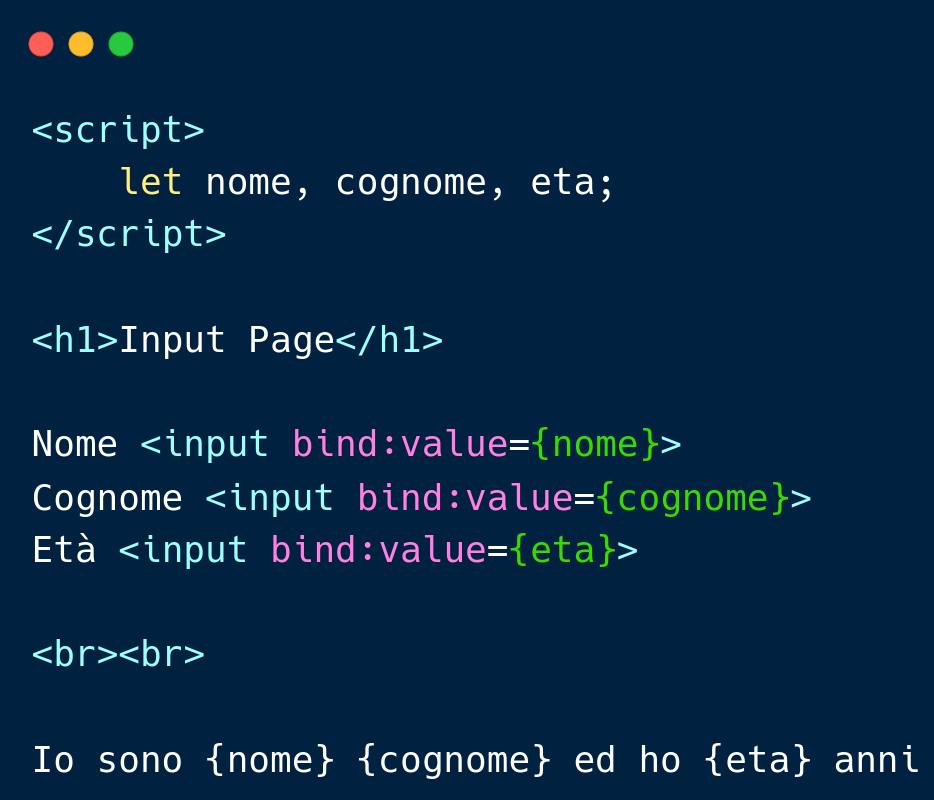 <script>
    let nome, cognome, eta;
</script>

<h1>Input Page</h1>

Nome <input bind:value={nome}>
Cognome <input bind:value={cognome}>
Età <input bind:value={eta}>

<br><br>

Io sono {nome} {cognome} ed ho {eta} anni